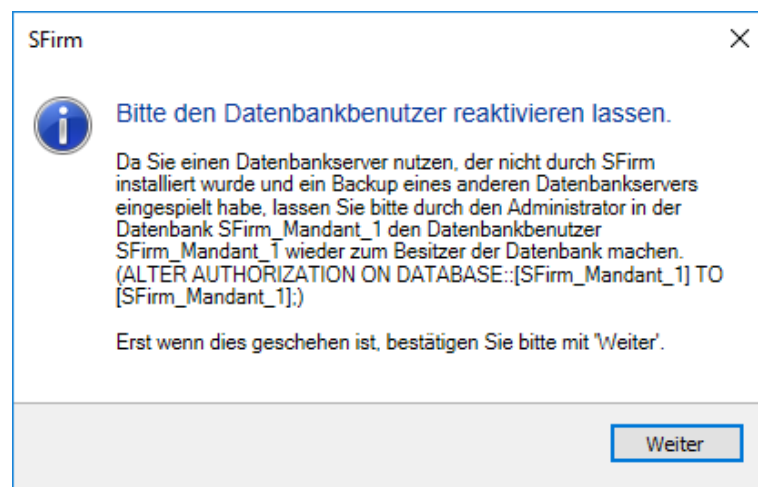 SFirm
Bitte den Datenbankbenutzer reaktivieren lassen.
Da Sie einen Datenbankserver nutzen, der nicht durch SFirm
installiert wurde und ein Backup eines anderen Datenbankservers
eingespielt habe, lassen Sie bitte durch den Administrator in der
Datenbank SFirm_Mandant_1 den Datenbankbenutzer
SFirm_Mandant_1 wieder zum Besitzer der Datenbank machen.
(ALTER AUTHORIZATION ON DATABASE::[SFirm_Mandant_1] TO
[SFirm_Mandant_1];)
Erst wenn dies geschehen ist, bestätigen Sie bitte mit 'Weiter'.
Weiter